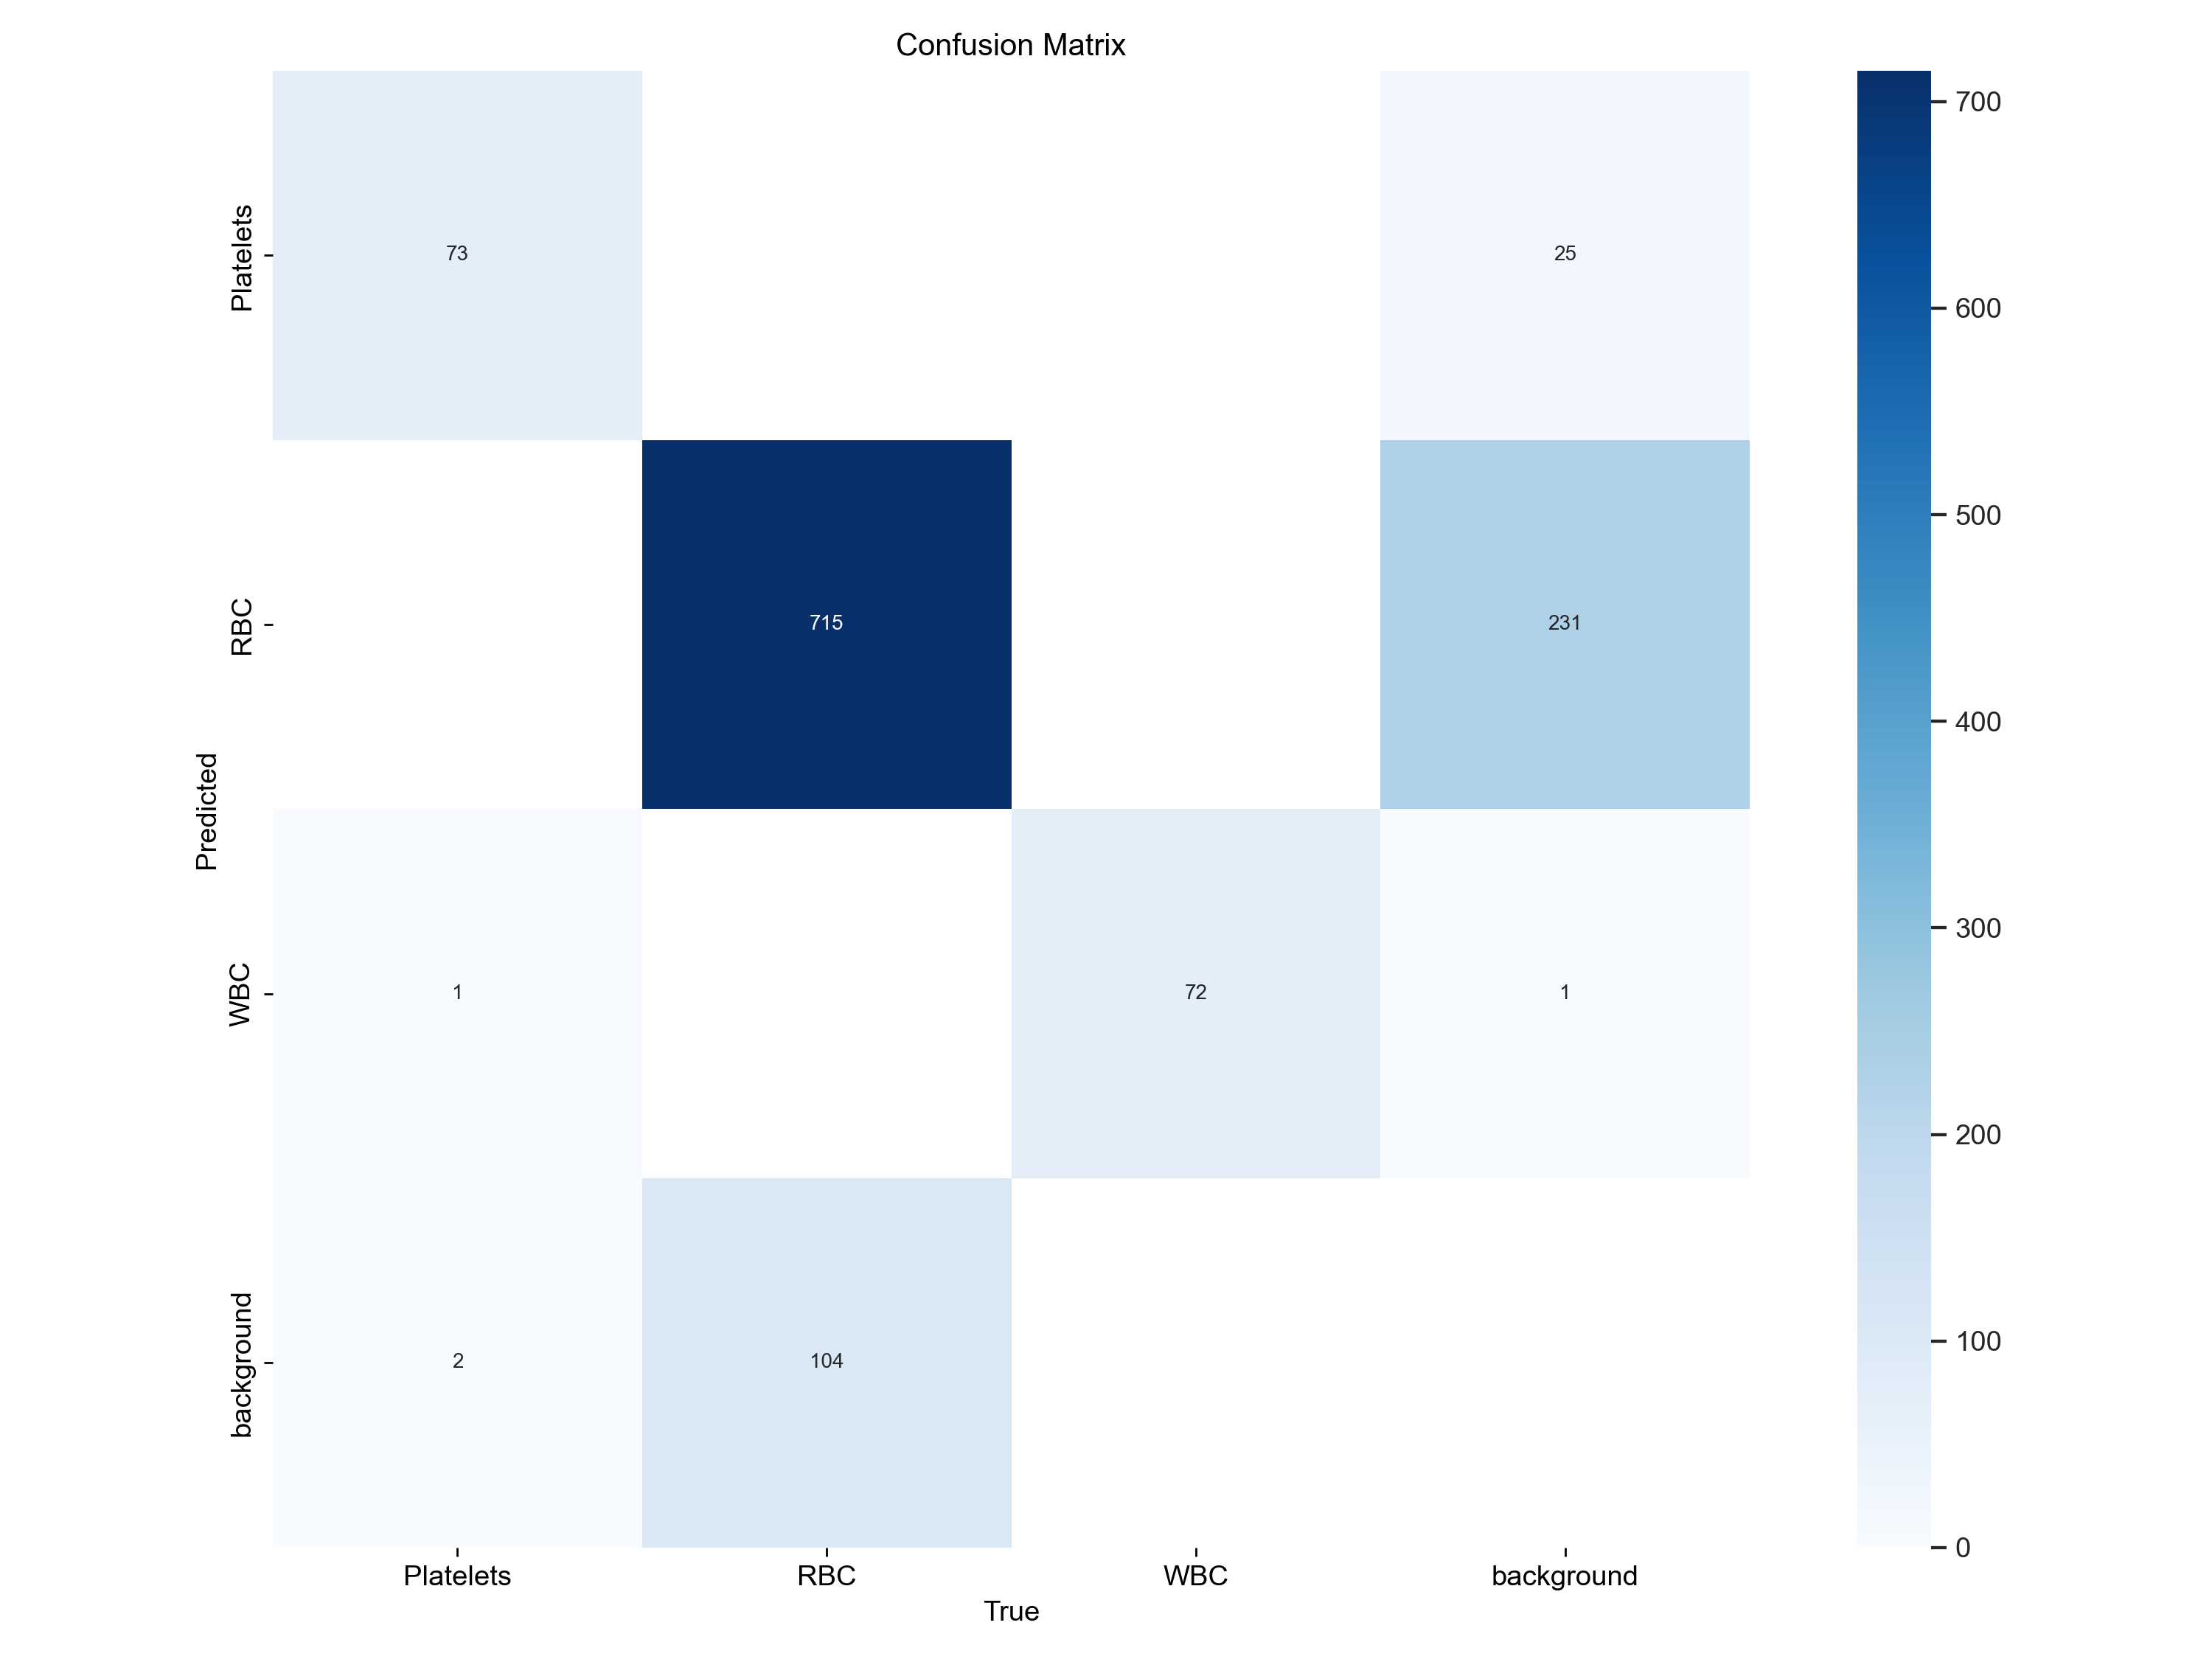 Confusion Matrix
Platelets
73
25
RBC
715
231
WBC
1
72
1
background
2
104
Predicted
Platelets
RBC
WBC
background
True
700
600
500
400
300
200
100
0